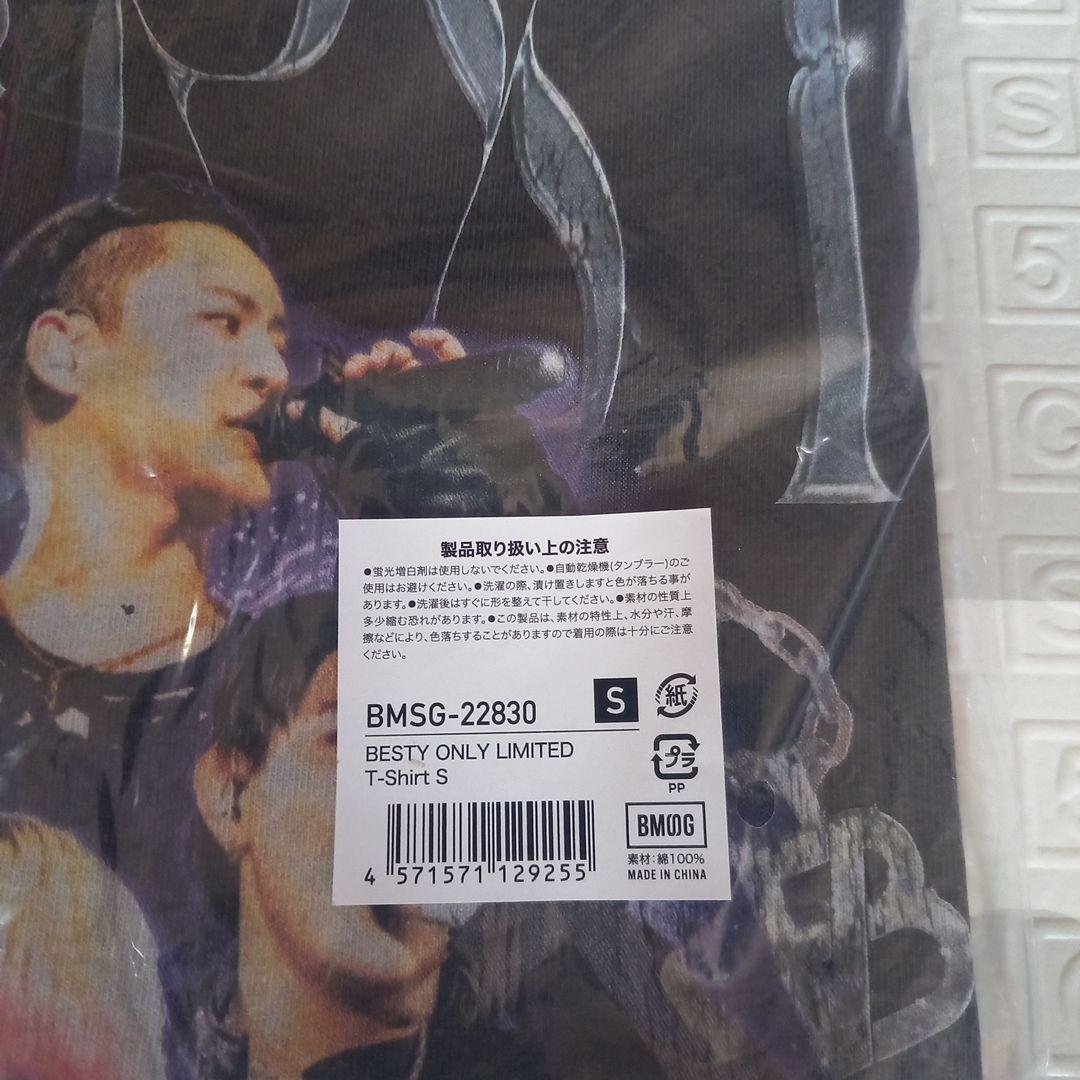 製品取り扱い上の注意
●蛍光増白剤は使用しないでください。●自動乾燥機(タンブラー)のご
使用はお避けください。●洗濯の際、漬け置きしますと色が落ちる事が
あります。●洗濯後はすぐに形を整えて干してください。●素材の性質上
多少縮む恐れがあります。●この製品は、素材の特性上、水分や汗、摩
擦などにより、色落ちすることがありますので着用の際は十分にご注意
ください。
BMSG-22830
S
紙
BESTY ONLY LIMITED
T-Shirt S
プラ
PP
BMSG
4 571571 129255
素材：綿100%
MADE IN CHINA
S
5
G
B